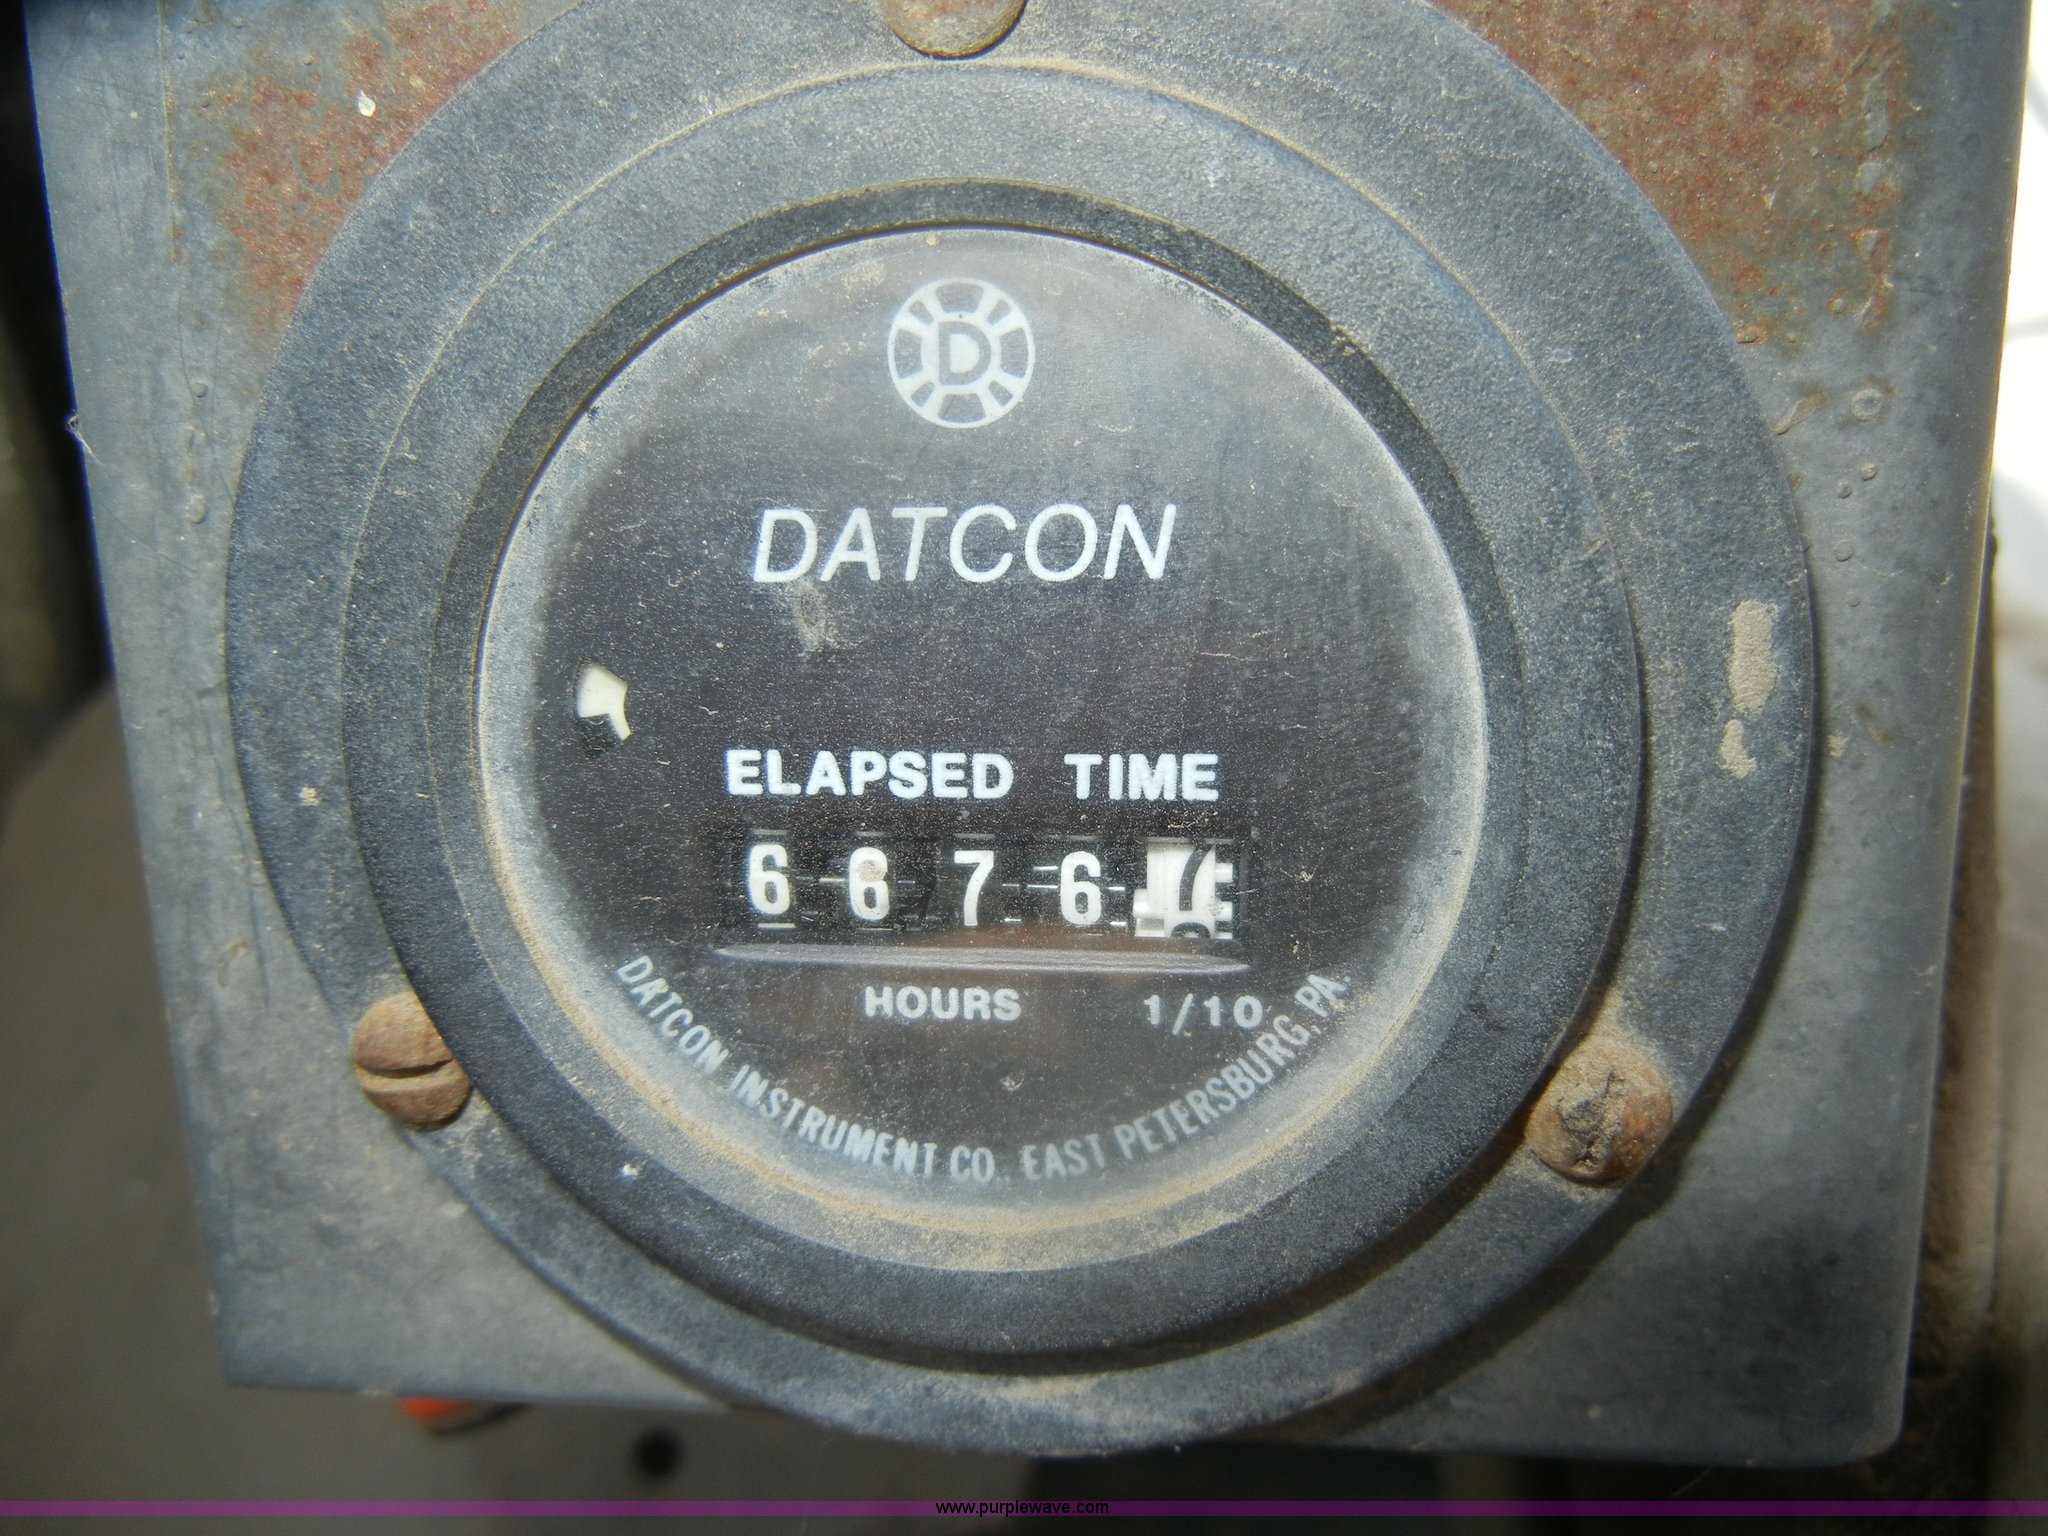 D
DATCON
ELAPSED TIME
6 6 7 6 7
HOURS 1/10
DATCON INSTRUMENT CO., EAST PETERSBURG, PA.
www.purplewave.com